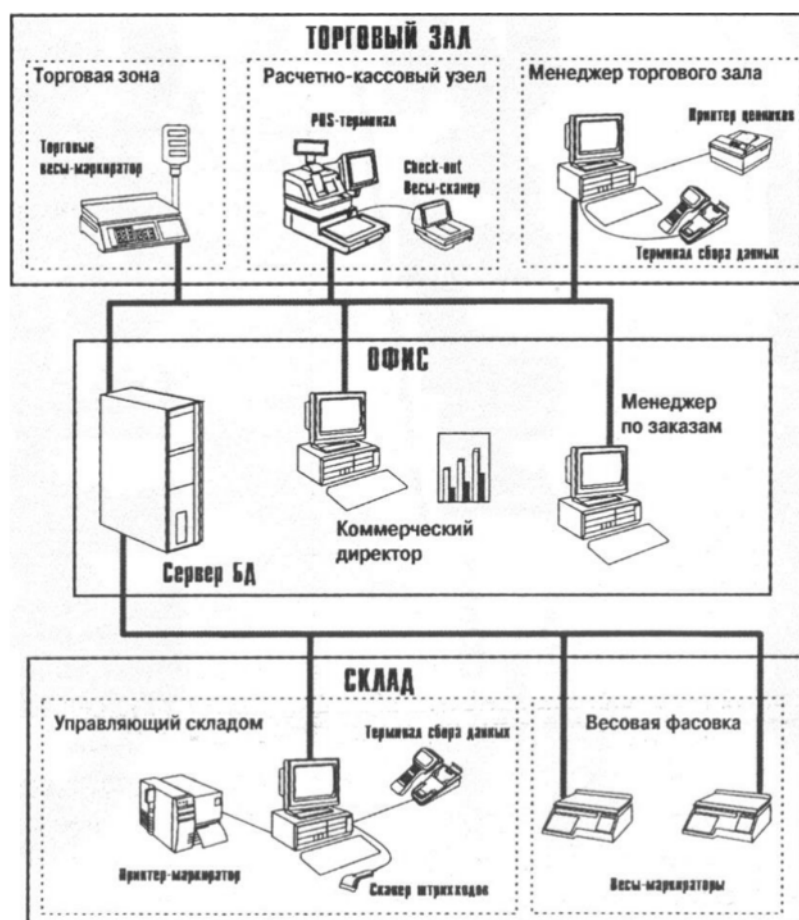 ТОРГОВЫЙ ЗАЛ
Торговая зона
Расчетно-кассовый узел
Менеджер торгового зала
Торговые
весы-маркиратор
POS-терминал
Check-out
Весы-сканер
Принтер ценников
Терминал сбора данных
ОФИС
Менеджер
по заказам
Коммерческий
директор
Сервер БД
СКЛАД
Управляющий складом
Весовая фасовка
Терминал сбора данных
Принтер-маркиратор
Сканер штрихкодов
Весы-маркираторы